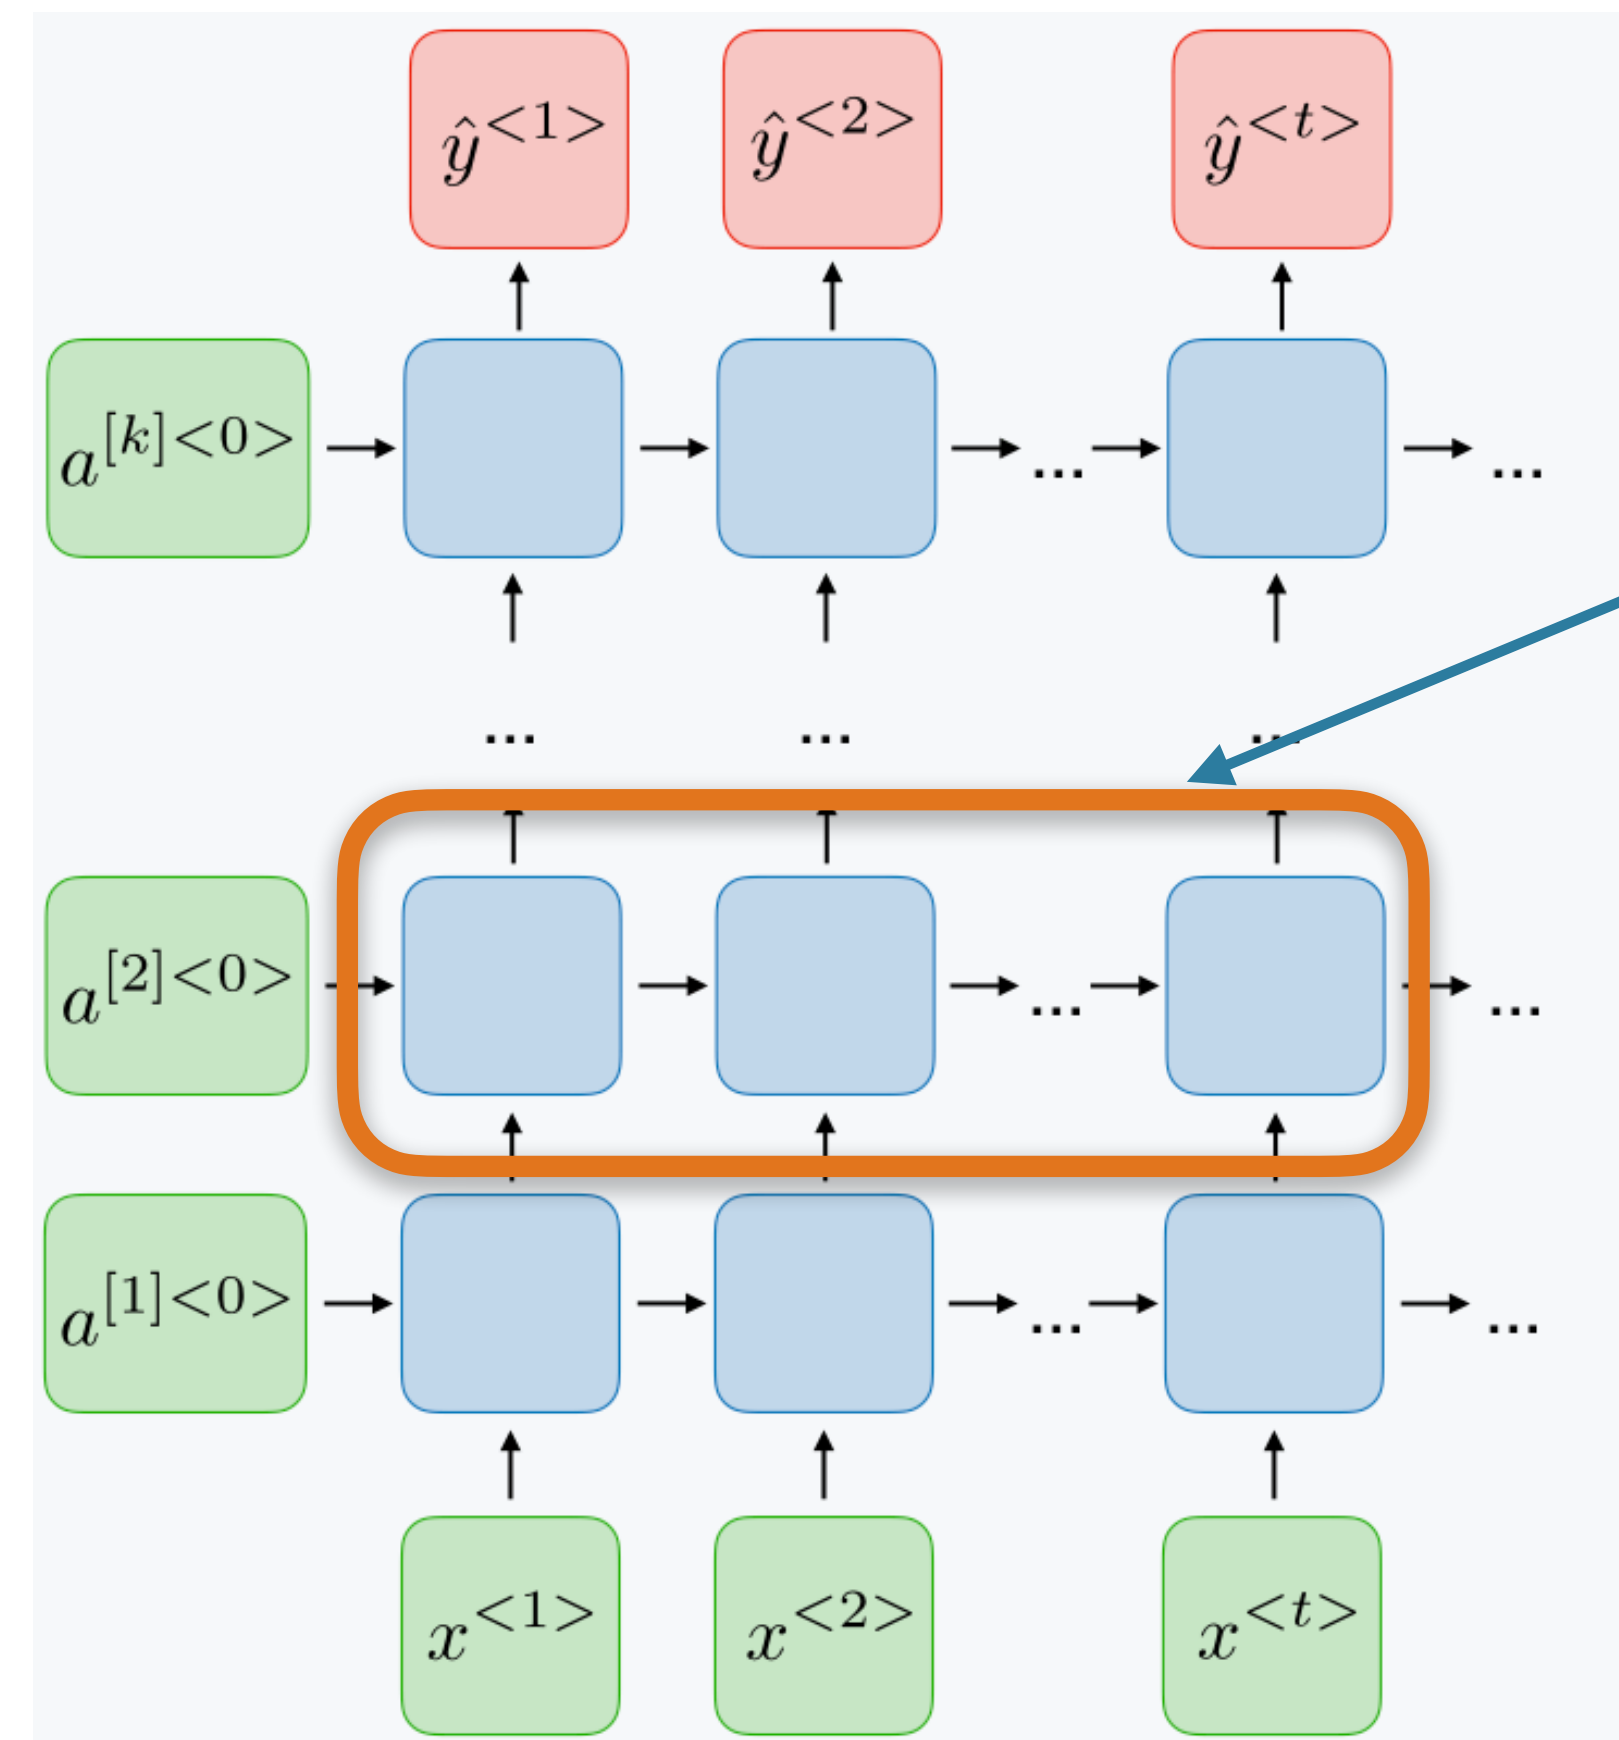 ŷ<1> ŷ<2> ŷ<t>
a[k]<0> ... ...
... ... ...
a[2]<0> ... ...
a[1]<0> ... ...
x<1> x<2> x<t>